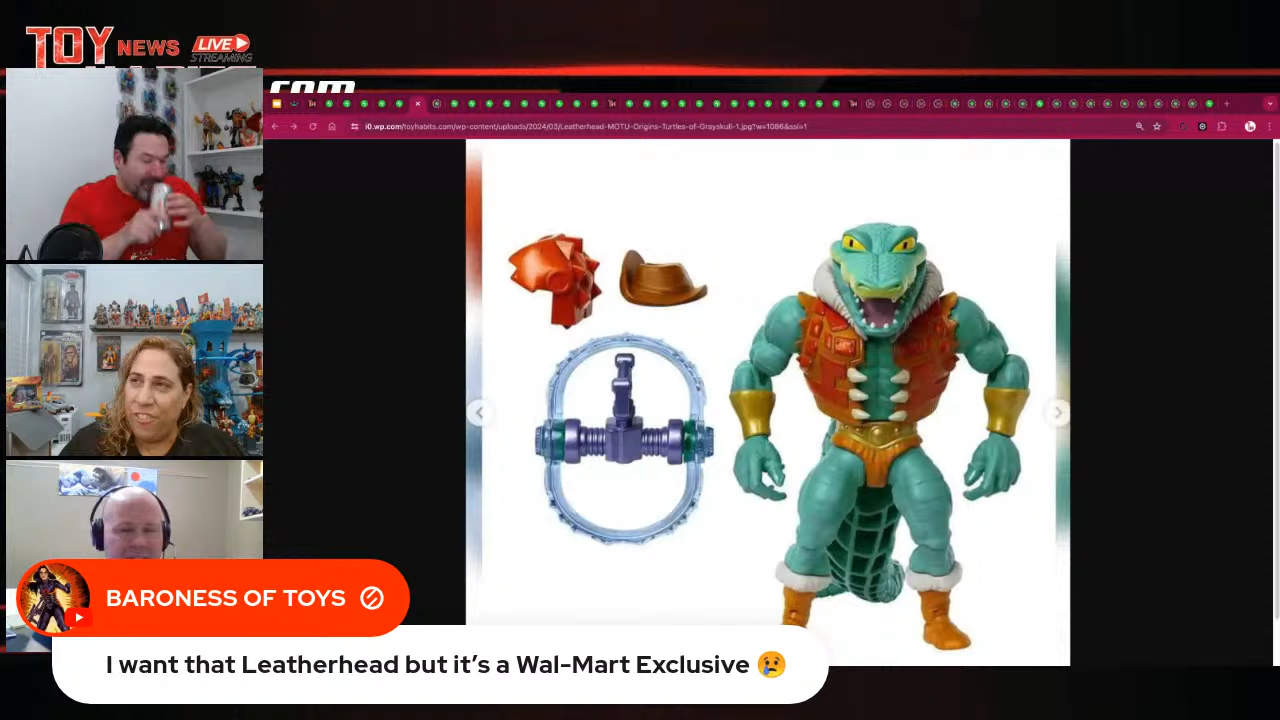 TOY NEWS LIVE
STREAMING
.com
i0.wp.com/toyhabits.com/wp-content/uploads/2024/03/Leatherhead-MOTU-Origins-Turtles-of-Grayskull-1.jpg?w=1086&ssl=1
BARONESS OF TOYS
I want that Leatherhead but it's a Wal-Mart Exclusive 😢